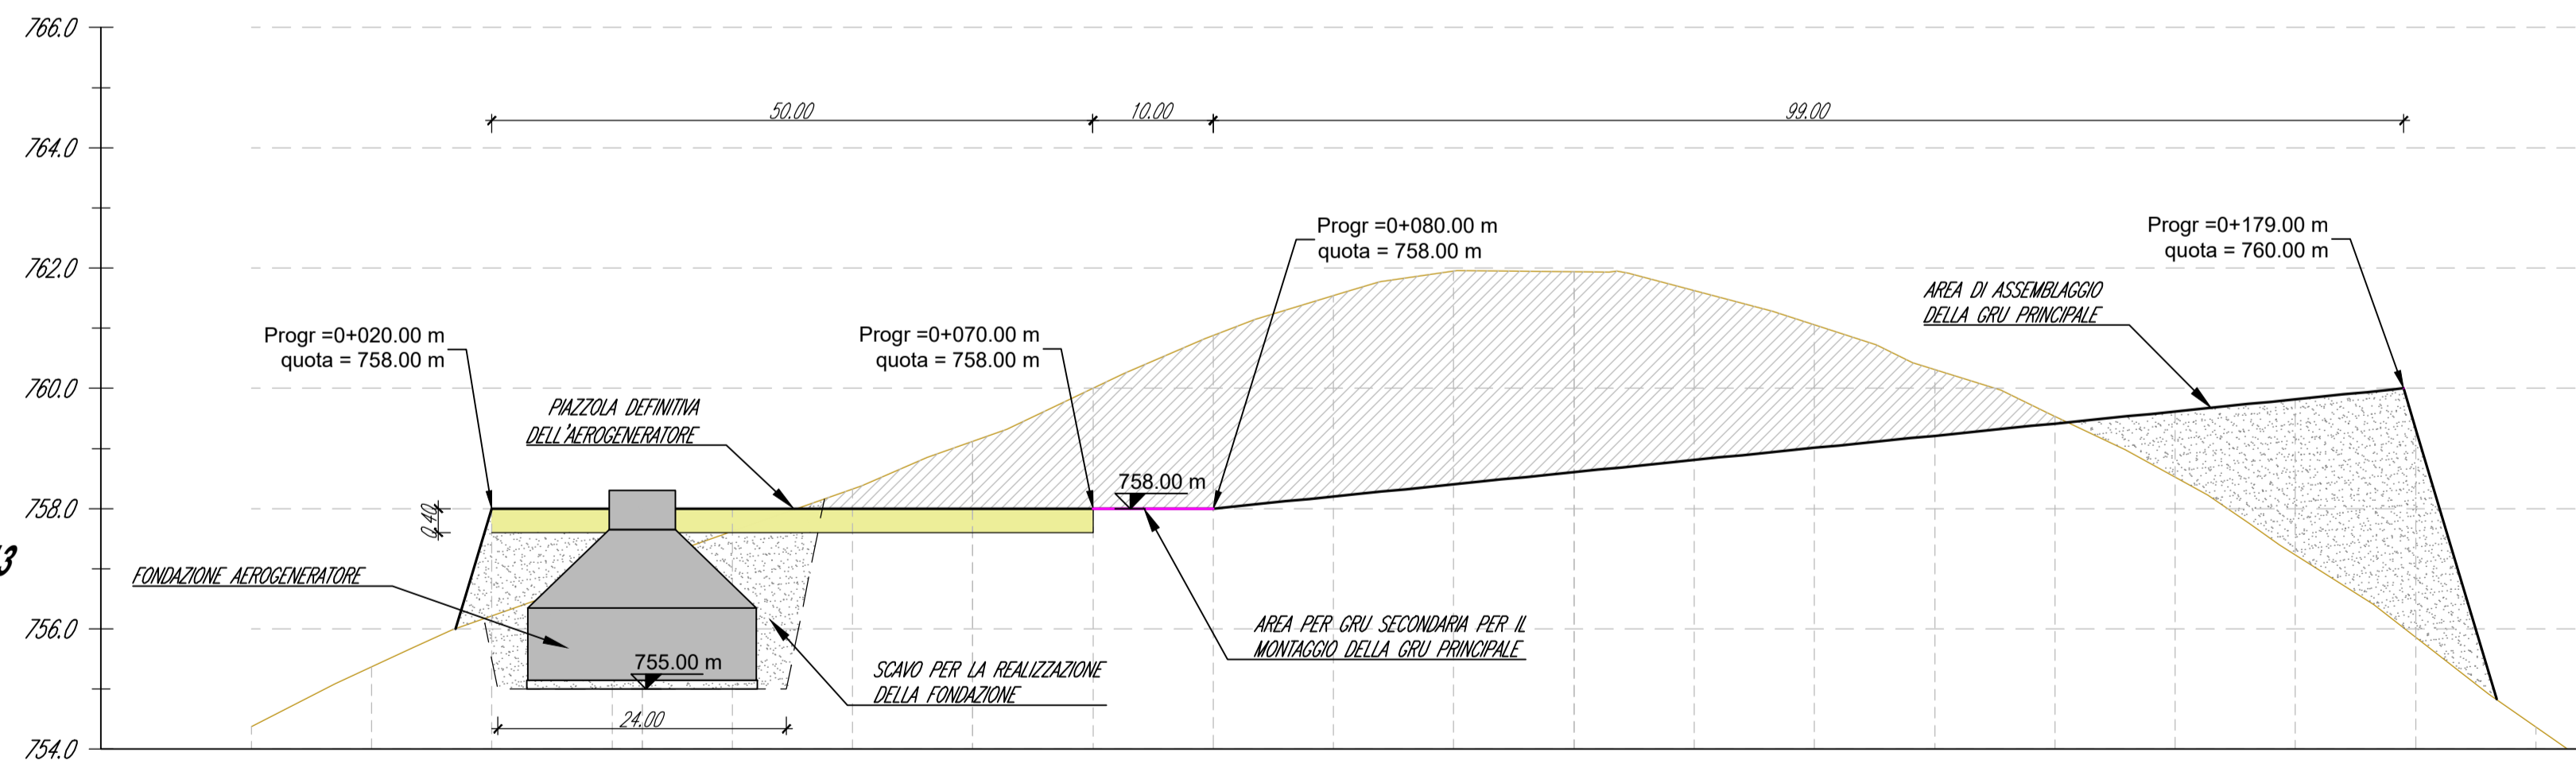 766.0
764.0
762.0
760.0
758.0
756.0
754.0
50.00
10.00
99.00
Progr =0+020.00 m
quota = 758.00 m
Progr =0+070.00 m
quota = 758.00 m
Progr =0+080.00 m
quota = 758.00 m
Progr =0+179.00 m
quota = 760.00 m
AREA DI ASSEMBLAGGIO
DELLA GRU PRINCIPALE
PIAZZOLA DEFINITIVA
DELL'AEROGENERATORE
758.00 m
0.40
3
FONDAZIONE AEROGENERATORE
755.00 m
24.00
SCAVO PER LA REALIZZAZIONE
DELLA FONDAZIONE
AREA PER GRU SECONDARIA PER IL
MONTAGGIO DELLA GRU PRINCIPALE